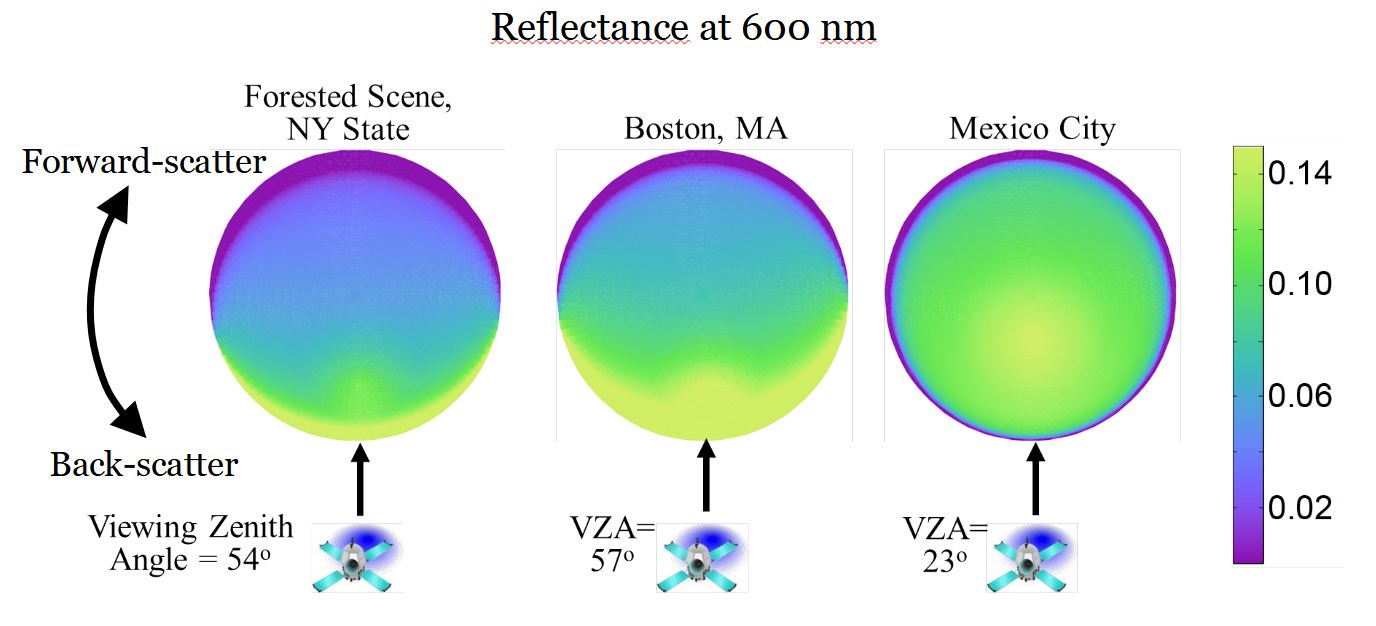 Reflectance at 600 nm
Forested Scene,
NY State
Boston, MA
Mexico City
Forward-scatter
Back-scatter
0.14
0.10
0.06
0.02
Viewing Zenith
Angle = 54º
VZA=
57º
VZA=
23º